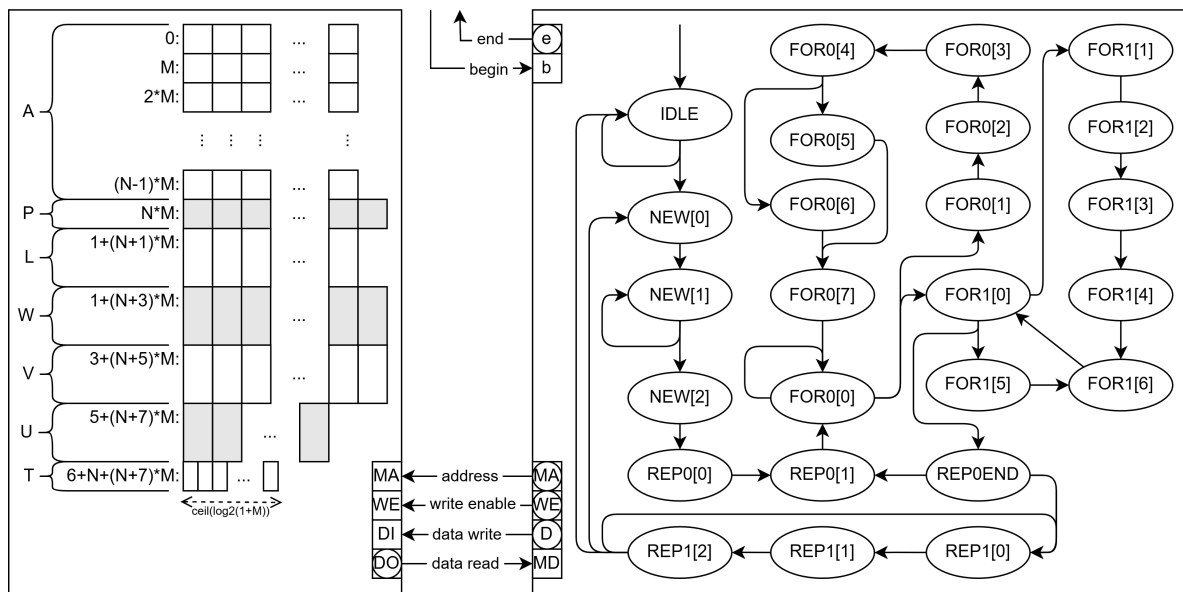 A
0:
...
M:
...
2*M:
...
... ... ... ...
(N-1)*M:
...
P
N*M:
...
L
1+(N+1)*M:
...
W
1+(N+3)*M:
...
V
3+(N+5)*M:
...
U
5+(N+7)*M:
...
T
6+N+(N+7)*M:
...
ceil(log2(1+M))
end
e
begin
b
MA
address
MA
WE
write enable
WE
DI
data write
D
DO
data read
MD
IDLE
NEW[0]
NEW[1]
NEW[2]
REP0[0]
REP1[2]
FOR0[4]
FOR0[5]
FOR0[6]
FOR0[7]
FOR0[0]
REP0[1]
REP1[1]
FOR0[3]
FOR0[2]
FOR0[1]
FOR1[0]
FOR1[5]
REP0END
REP1[0]
FOR1[1]
FOR1[2]
FOR1[3]
FOR1[4]
FOR1[6]